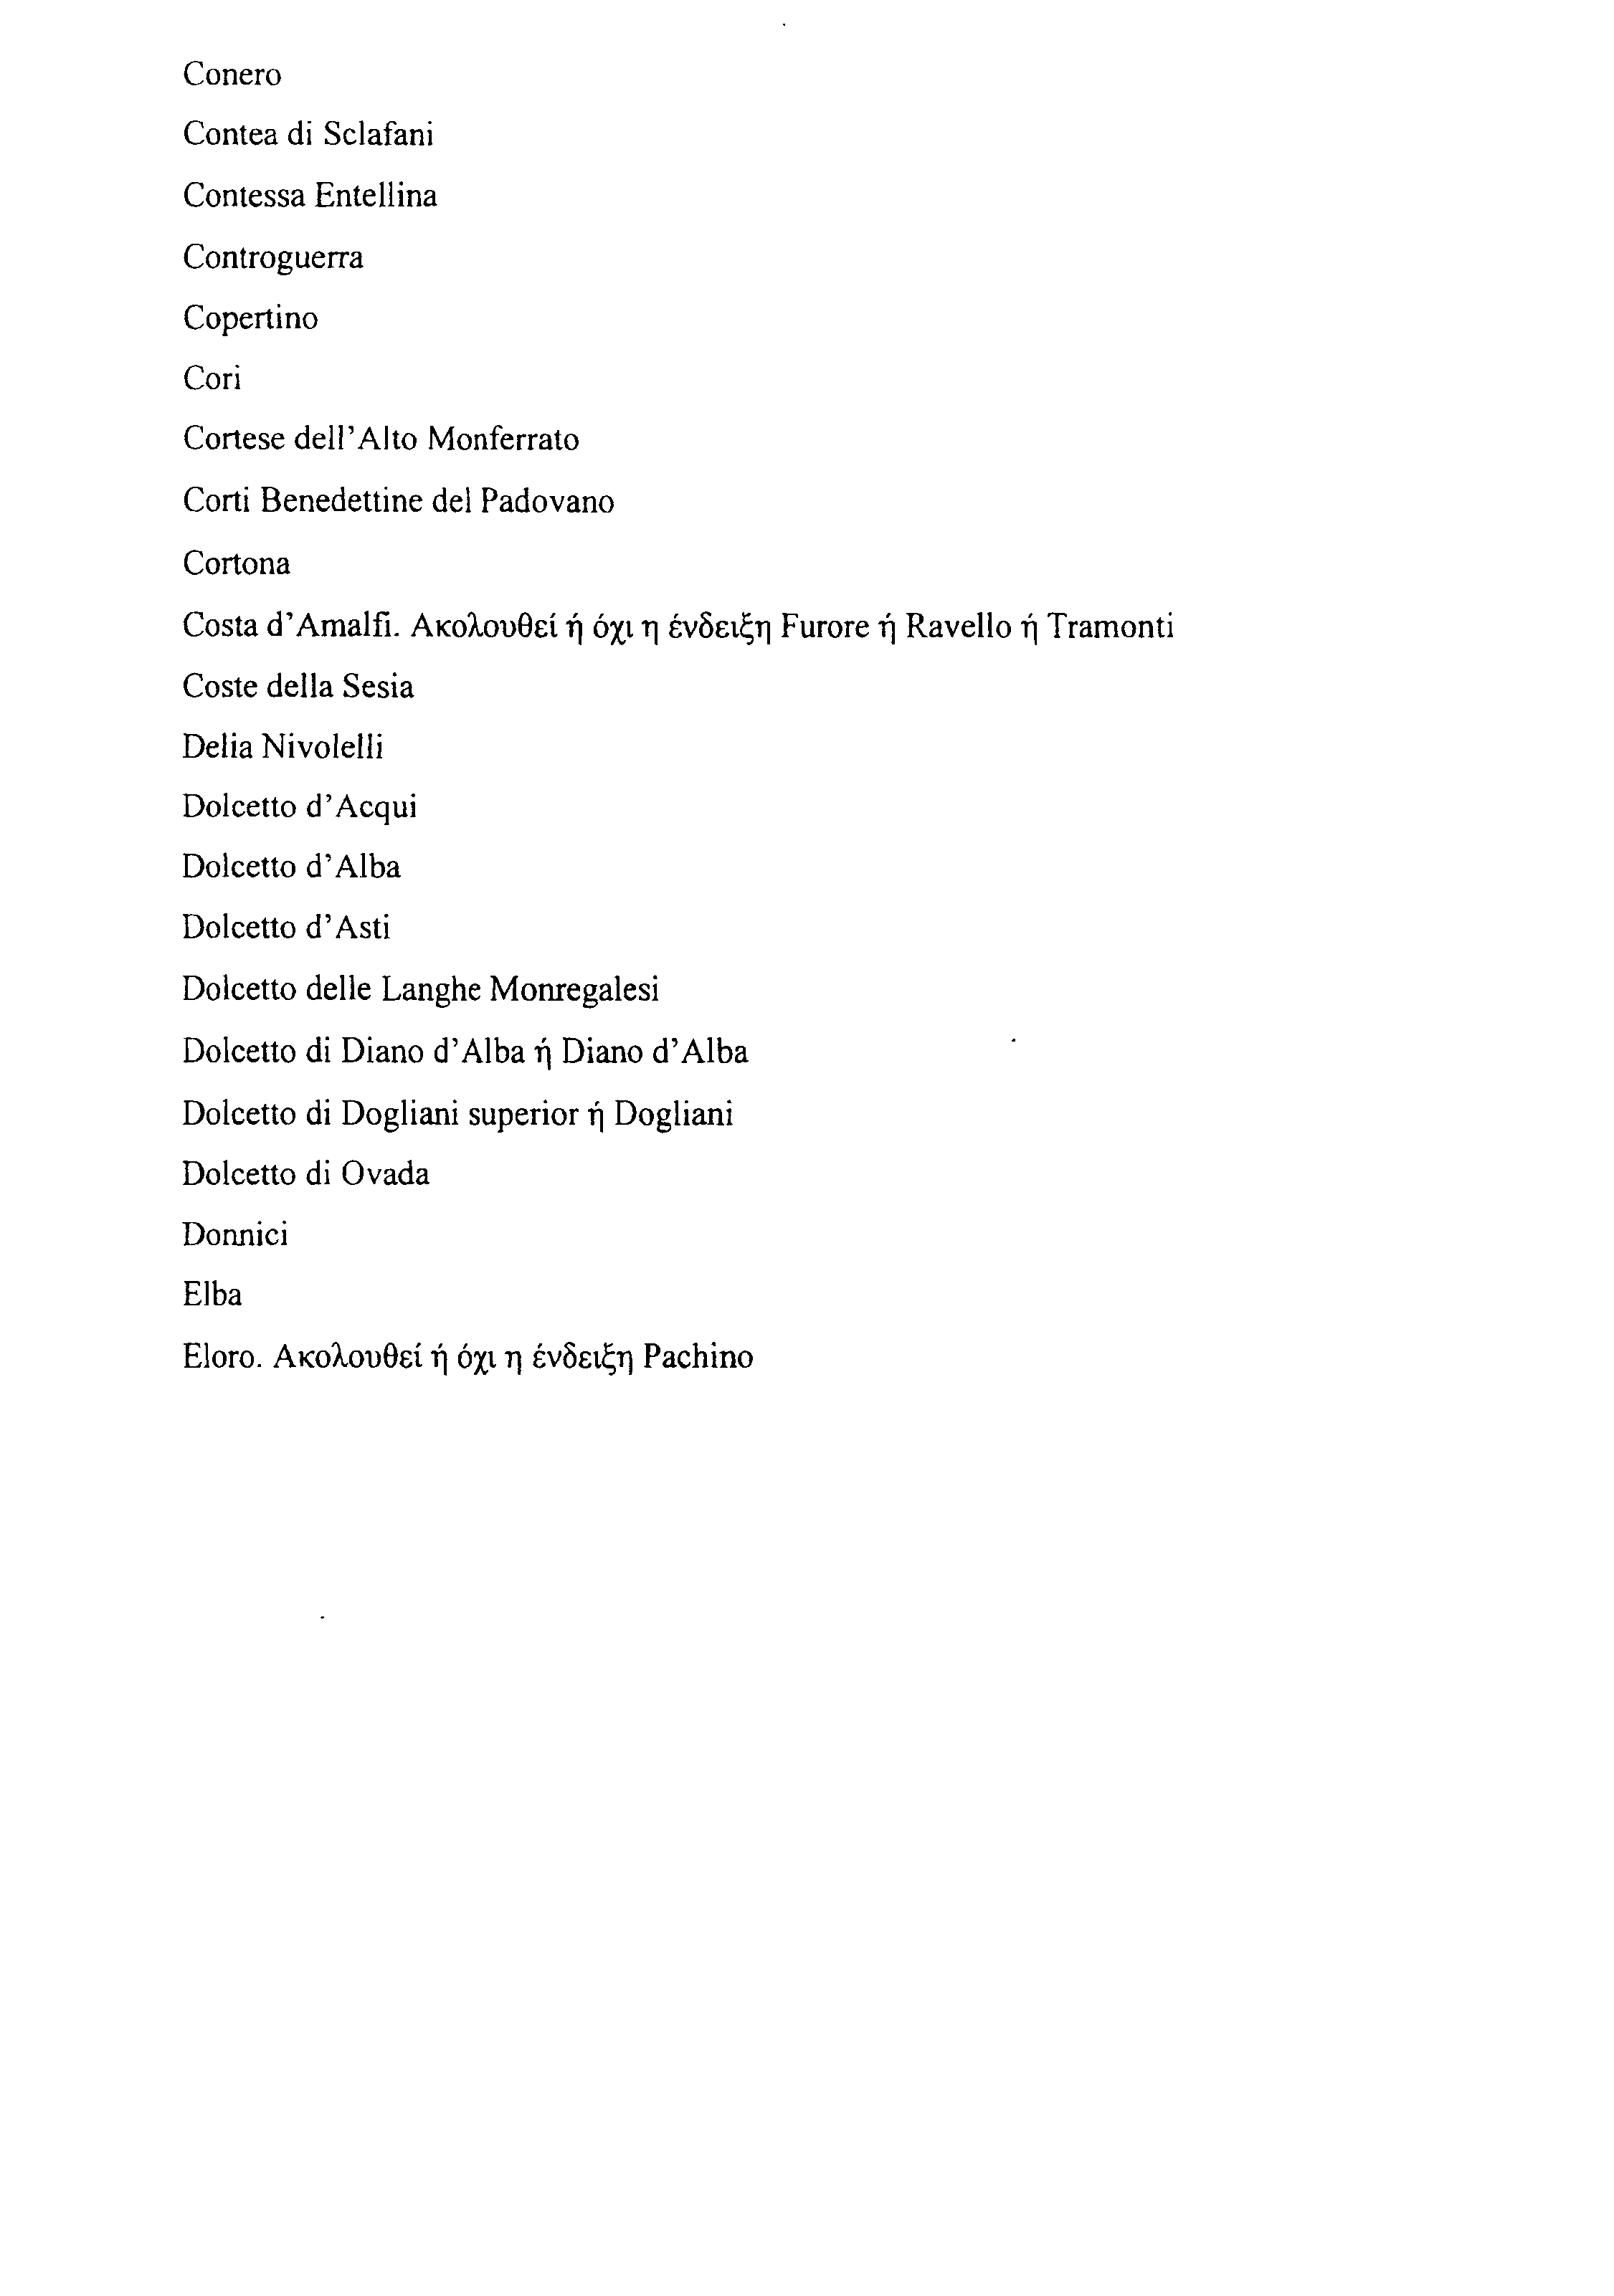 Conero
Contea di Sclafani
Contessa Entellina
Controguerra
Copertino
Cori
Cortese dell’Alto Monferrato
Corti Benedettine del Padovano
Cortona
Costa d’Amalfi. Ακολουθεί ή όχι η ένδειξη Furore ή Ravello ή Tramonti
Coste della Sesia
Delia Nivolelli
Dolcetto d’Acqui
Dolcetto d’Alba
Dolcetto d’Asti
Dolcetto delle Langhe Monregalesi
Dolcetto di Diano d’Alba ή Diano d’Alba
Dolcetto di Dogliani superior ή Dogliani
Dolcetto di Ovada
Donnici
Elba
Eloro. Ακολουθεί ή όχι η ένδειξη Pachino